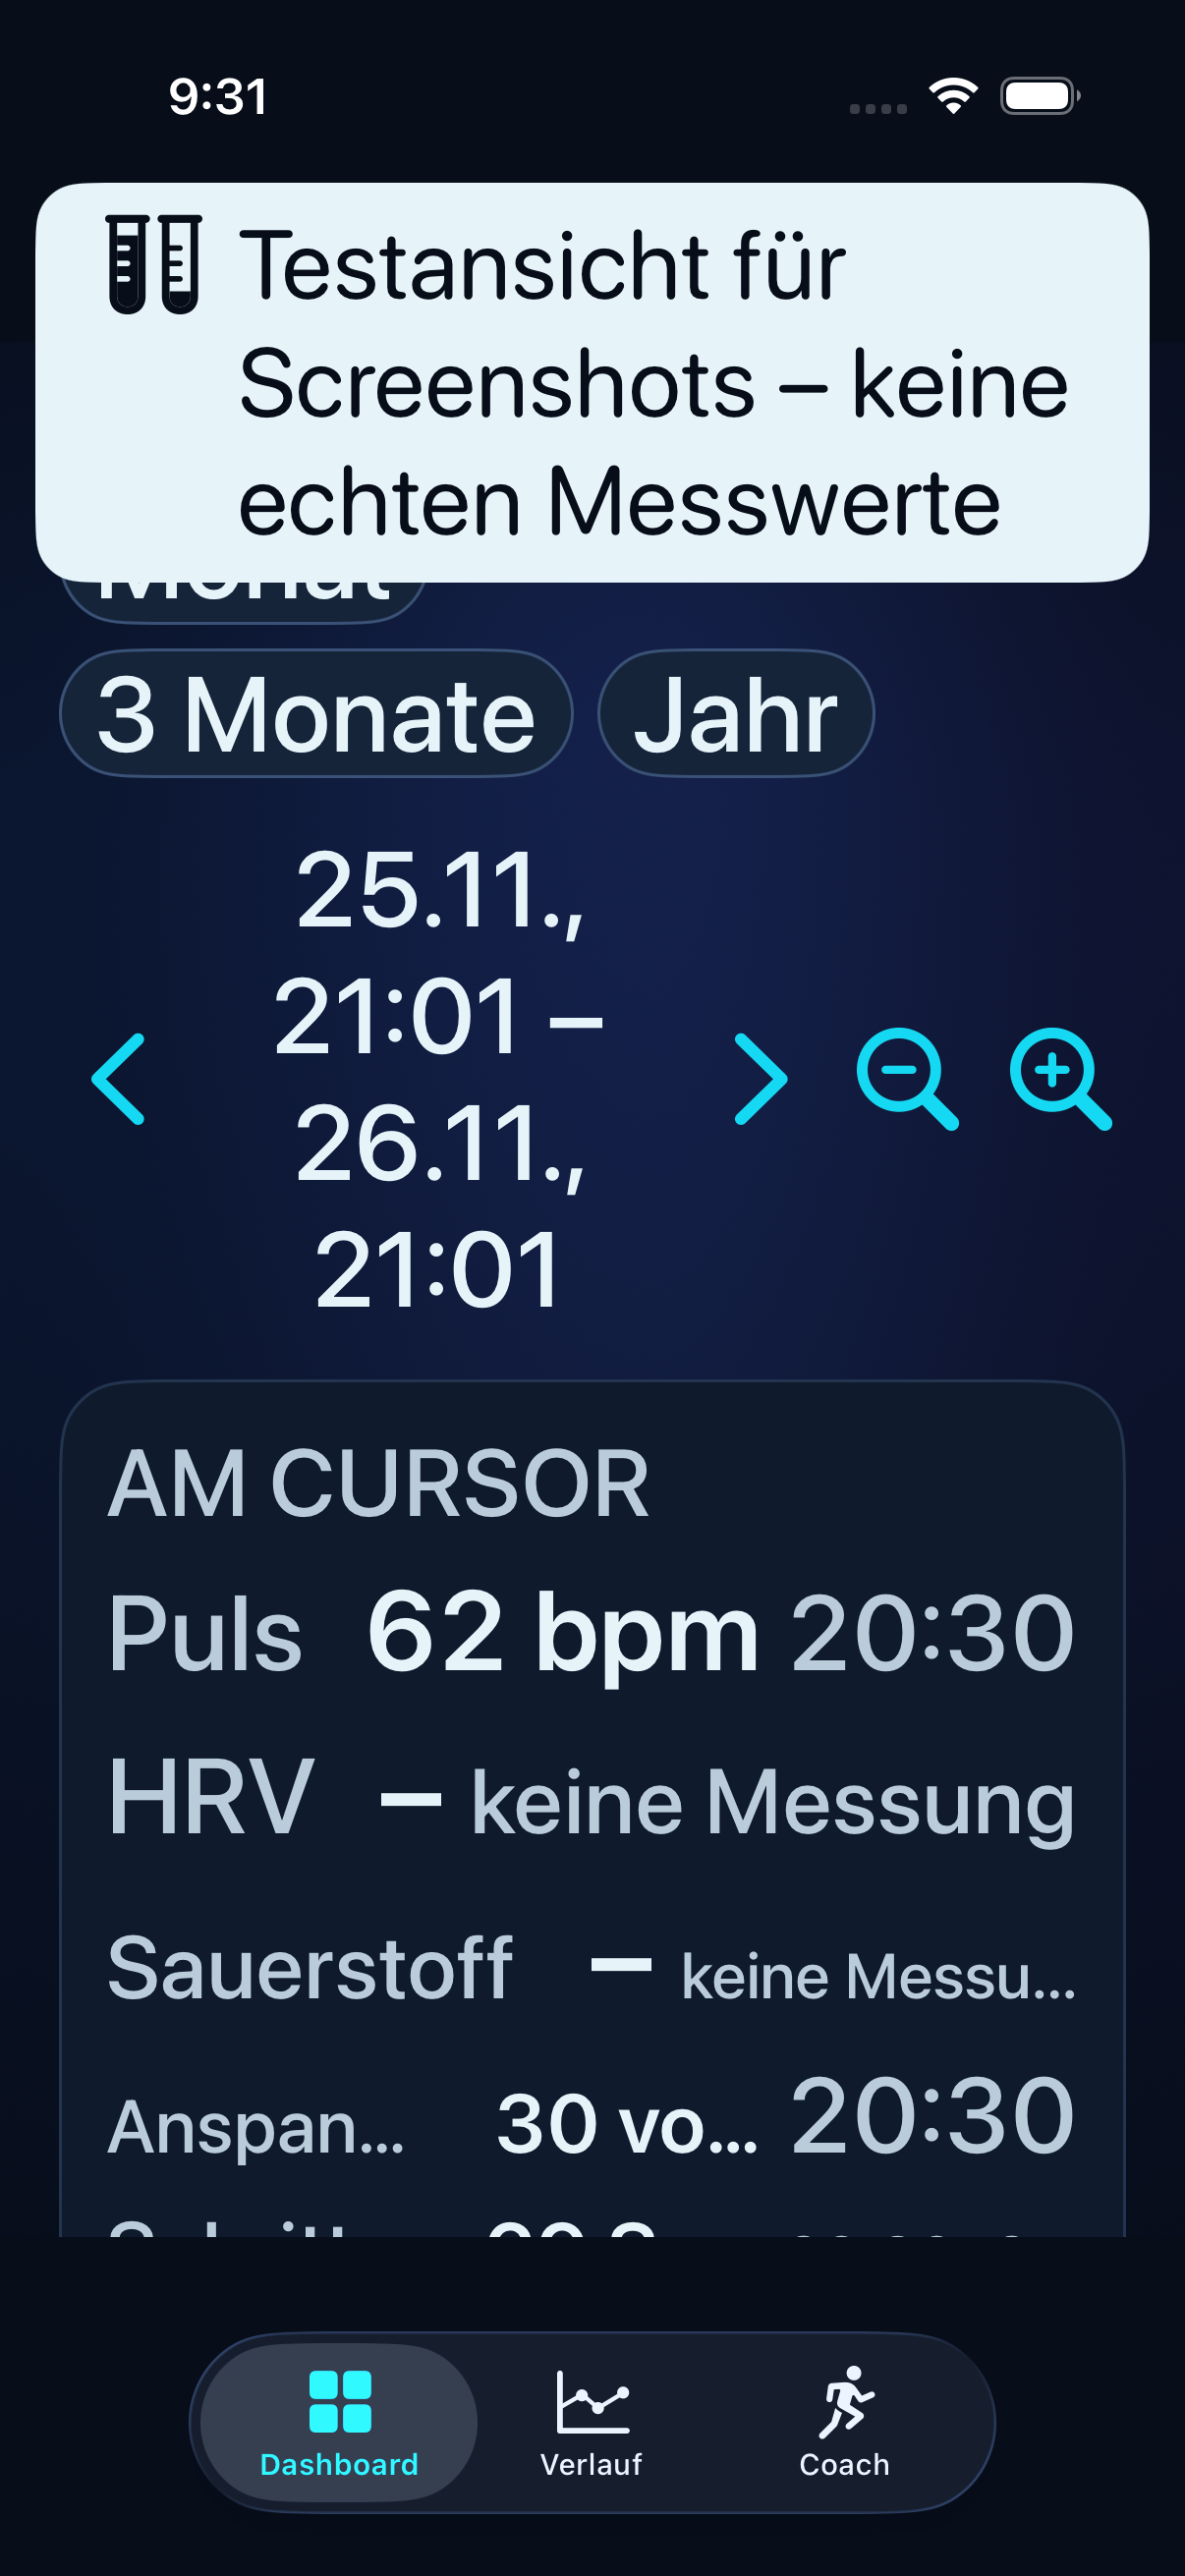 9:31
Testansicht für
Screenshots – keine
echten Messwerte
Monat
3 Monate Jahr
25.11.,
21:01 –
26.11.,
21:01
AM CURSOR
Puls 62 bpm 20:30
HRV – keine Messung
Sauerstoff – keine Messu...
Anspan... 30 vo... 20:30
Dashboard Verlauf Coach